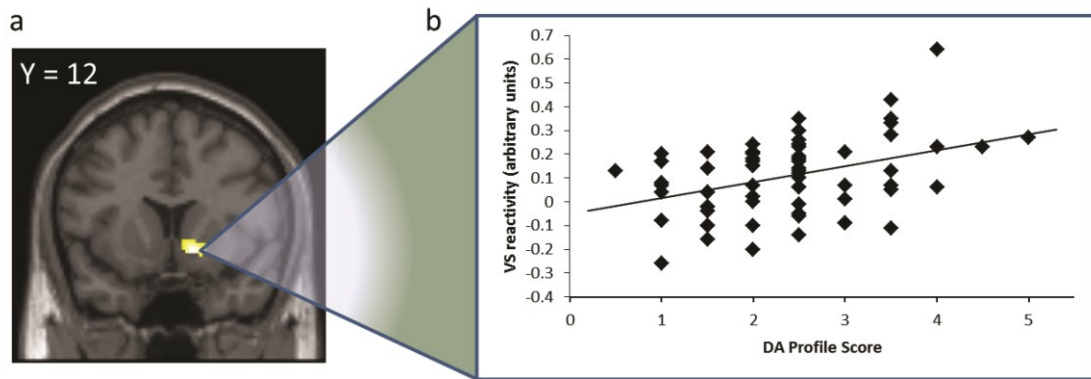 a
Y = 12
b
VS reactivity (arbitrary units)
0.7
0.6
0.5
0.4
0.3
0.2
0.1
0
-0.1
-0.2
-0.3
-0.4
0 1 2 3 4 5
DA Profile Score